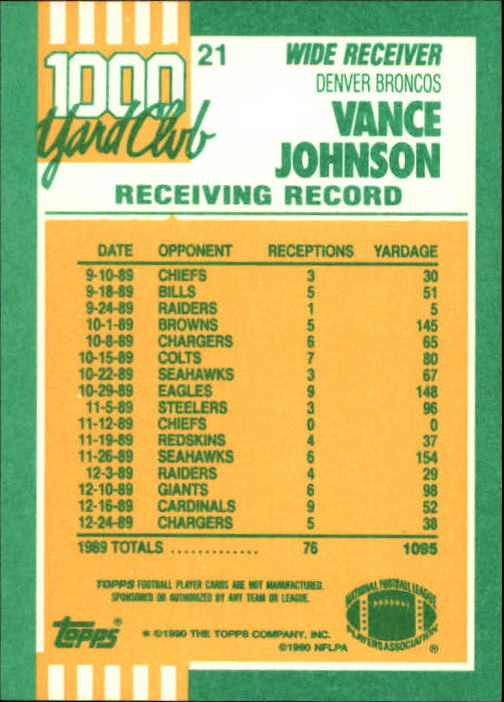 1000
Yard Club
21
WIDE RECEIVER
DENVER BRONCOS
VANCE
JOHNSON
RECEIVING RECORD
DATE OPPONENT RECEPTIONS YARDAGE
9-10-89 CHIEFS 3 30
9-18-89 BILLS 5 51
9-24-89 RAIDERS 1 5
10-1-89 BROWNS 5 145
10-8-89 CHARGERS 6 65
10-15-89 COLTS 7 80
10-22-89 SEAHAWKS 3 67
10-29-89 EAGLES 9 148
11-5-89 STEELERS 3 96
11-12-89 CHIEFS 0 0
11-19-89 REDSKINS 4 37
11-26-89 SEAHAWKS 6 154
12-3-89 RAIDERS 4 29
12-10-89 GIANTS 6 98
12-16-89 CARDINALS 9 52
12-24-89 CHARGERS 5 38
1989 TOTALS .............. 76 1095
TOPPS FOOTBALL PLAYER CARDS ARE NOT MANUFACTURED,
SPONSORED OR AUTHORIZED BY ANY TEAM OR LEAGUE.
Topps®
* ©1990 THE TOPPS COMPANY, INC.
©1990 NFLPA
NATIONAL FOOTBALL LEAGUE
PLAYERS ASSOCIATION ®